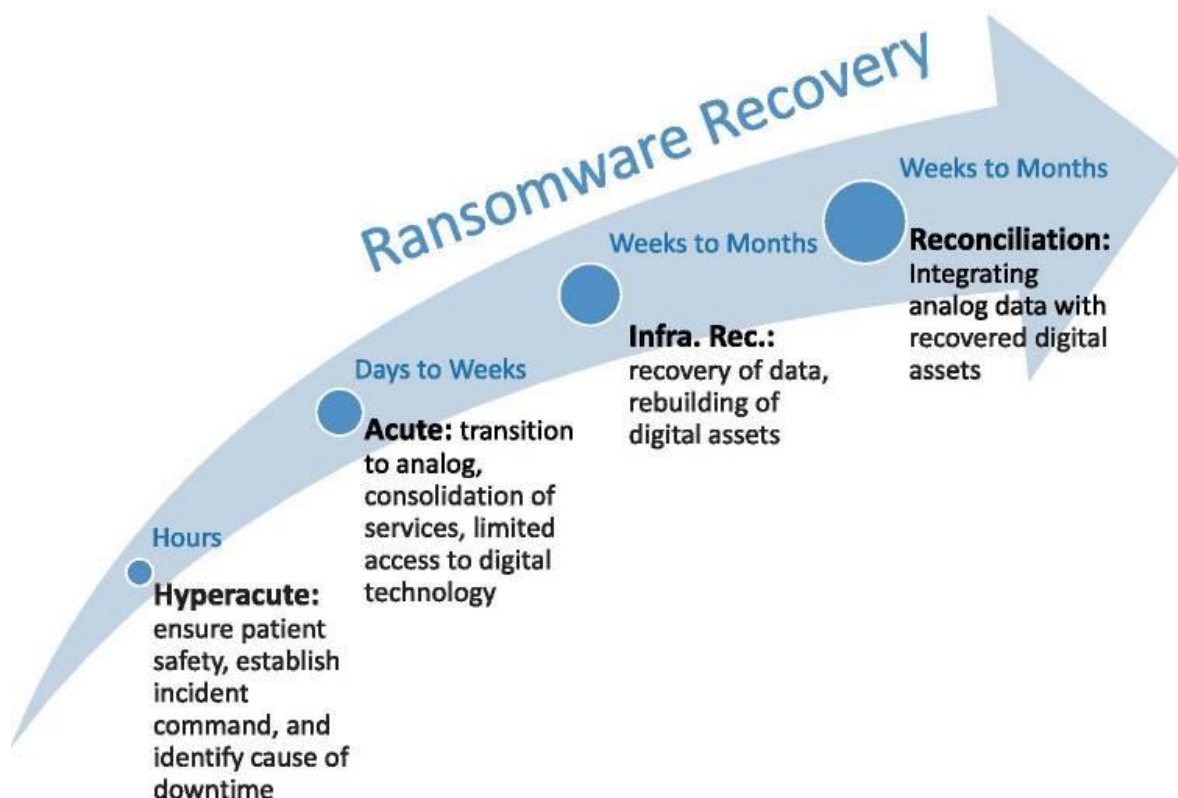 Ransomware Recovery
Hours
Hyperacute:
ensure patient
safety, establish
incident
command, and
identify cause of
downtime
Days to Weeks
Acute: transition
to analog,
consolidation of
services, limited
access to digital
technology
Weeks to Months
Infra. Rec.:
recovery of data,
rebuilding of
digital assets
Weeks to Months
Reconciliation:
Integrating
analog data with
recovered digital
assets